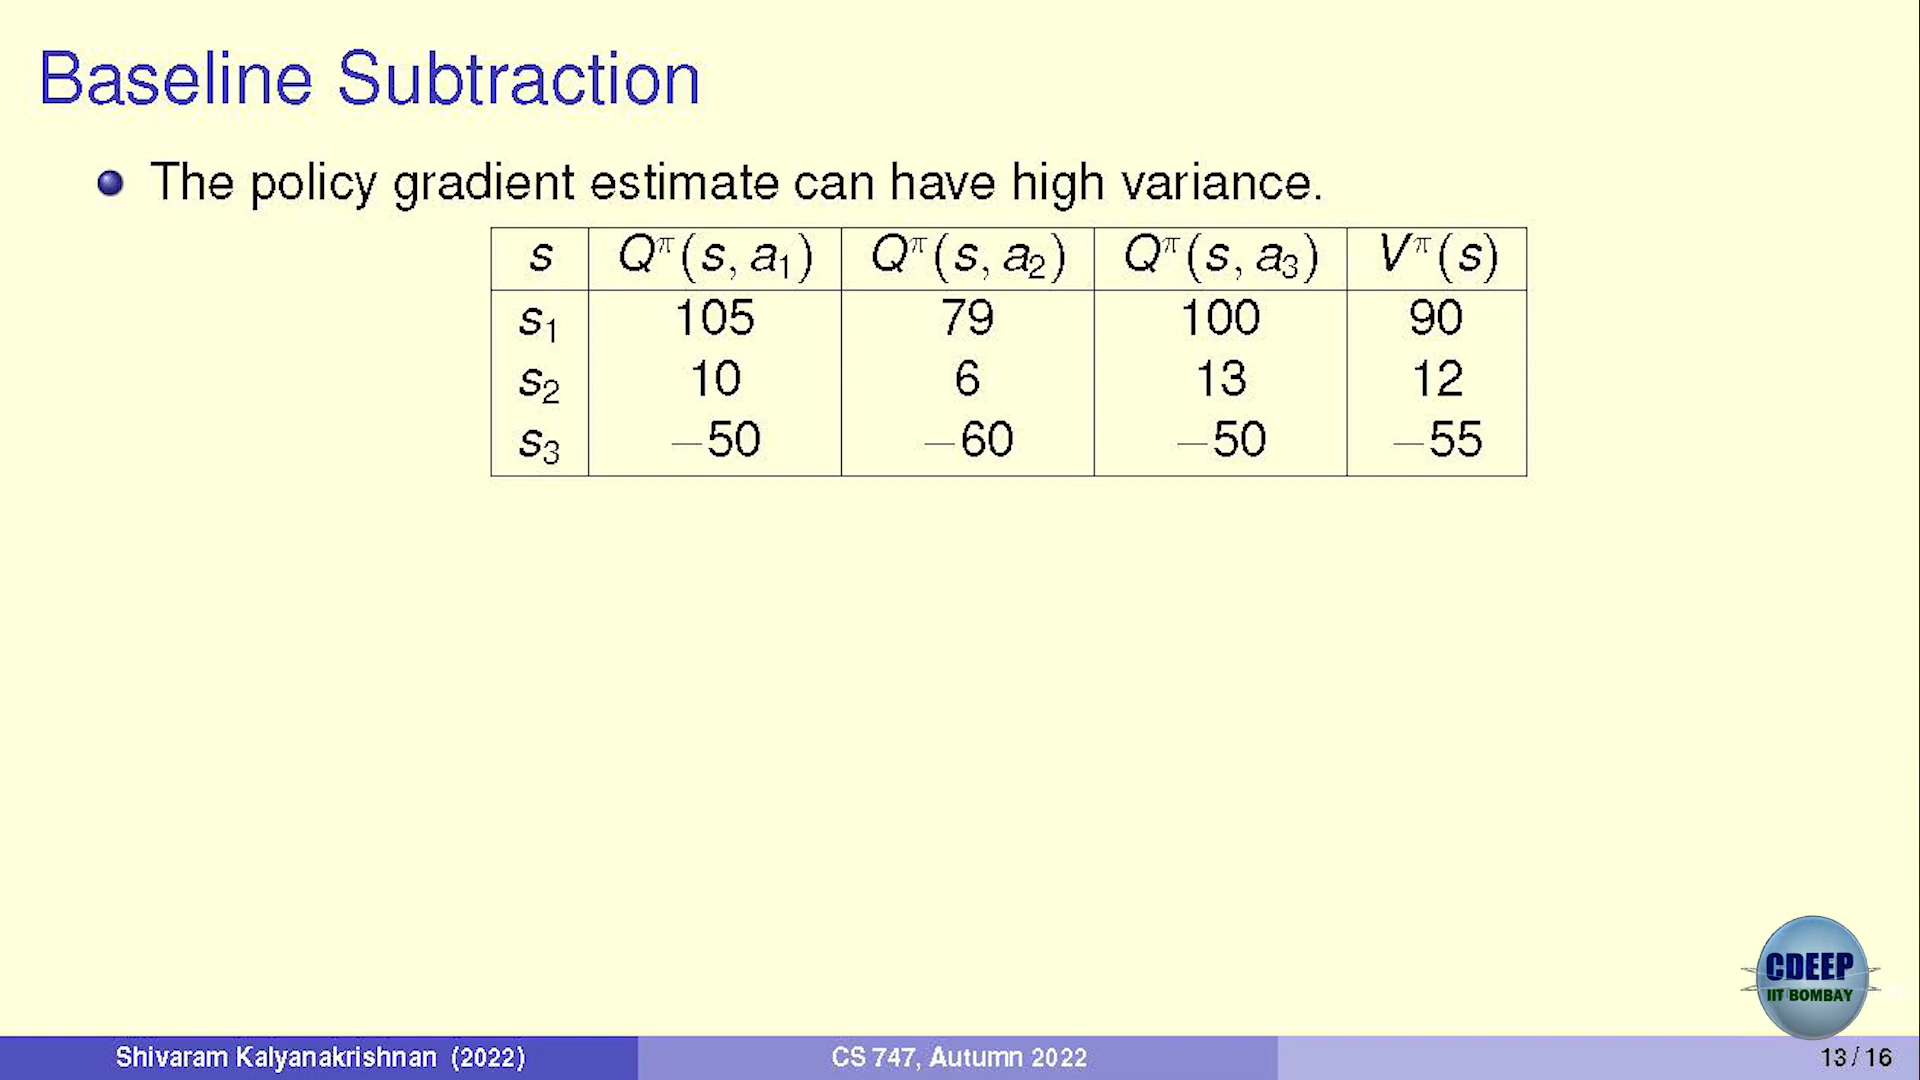 Baseline Subtraction
The policy gradient estimate can have high variance.
s Qπ(s, a1) Qπ(s, a2) Qπ(s, a3) Vπ(s)
s1 105 79 100 90
s2 10 6 13 12
s3 −50 −60 −50 −55
CDEEP
IIT BOMBAY
Shivaram Kalyanakrishnan (2022) CS 747, Autumn 2022 13 / 16